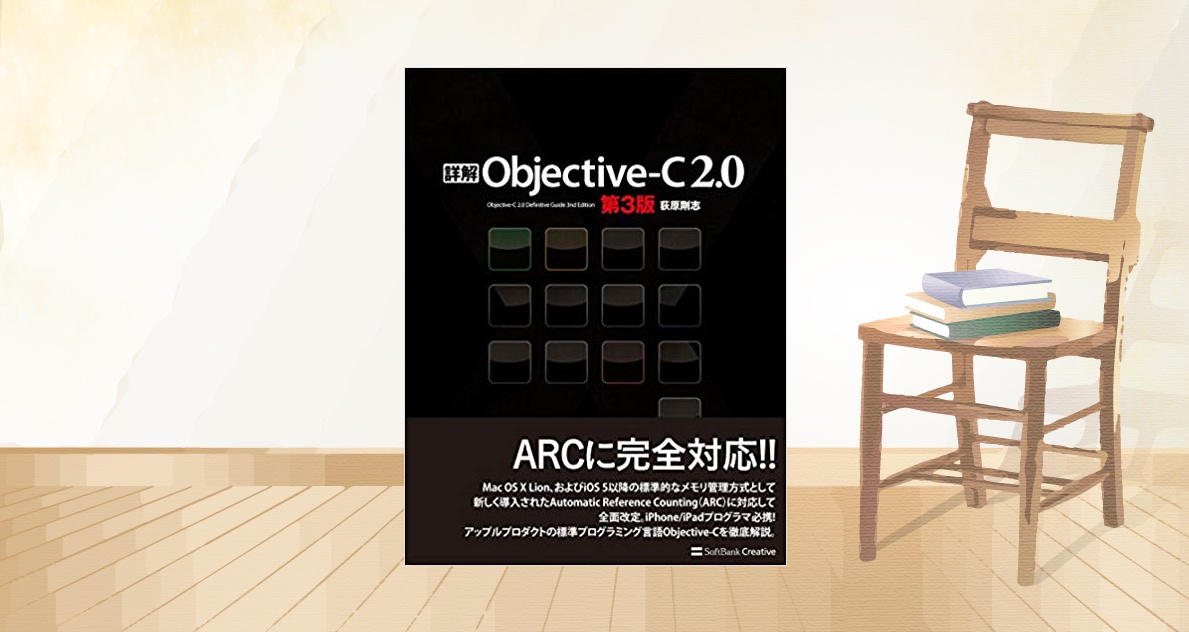 詳解 Objective-C 2.0
Objective-C 2.0 Definitive Guide 3nd Edition 第3版 荻原剛志
ARCに完全対応!!
Mac OS X Lion、およびiOS 5以降の標準的なメモリ管理方式として
新しく導入されたAutomatic Reference Counting(ARC)に対応して
全面改定。iPhone/iPadプログラマ必携!
アップルプロダクトの標準プログラミング言語Objective-Cを徹底解説。
SoftBank Creative